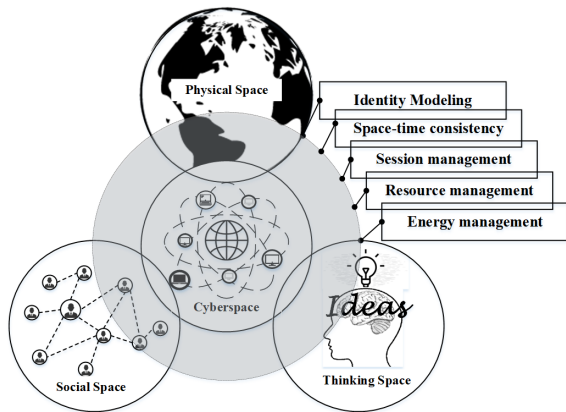 Physical Space
Identity Modeling
Space-time consistency
Session management
Resource management
Energy management
Cyberspace
Ideas
Social Space
Thinking Space